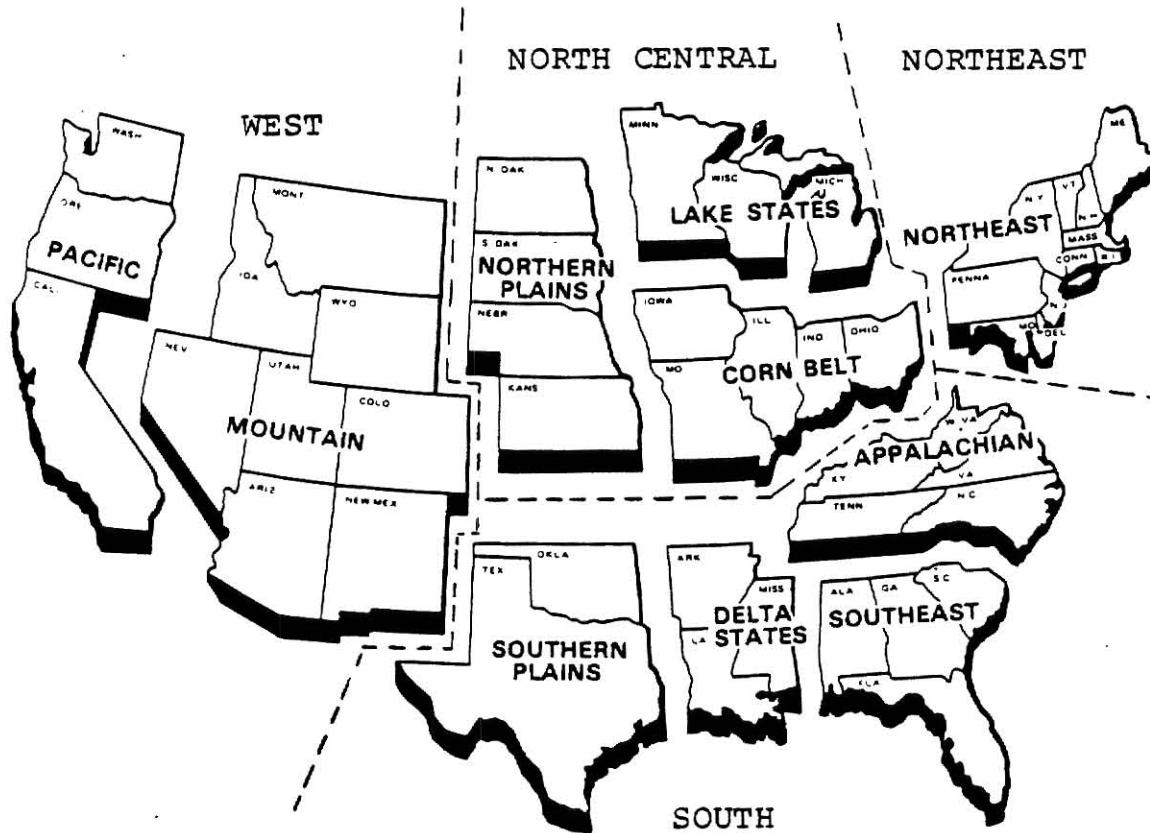 NORTH CENTRAL
NORTHEAST
WEST
WASH
ORE
PACIFIC
CALI
MONT
IDA
WYO
NEV
UTAH
COLO
MOUNTAIN
ARIZ
NEW MEX
N. DAK
S. DAK
NORTHERN
PLAINS
NEBR
KANS
MINN
WISC
MICH
LAKE STATES
IOWA
ILL
IND
OHIO
MO
CORN BELT
ME
VT
N.H
N.Y
NORTHEAST
MASS
CONN
R.I.
PENNA
N.J
MD
DEL
W. VA
APPALACHIAN
KY
VA
TENN
N.C
OKLA
TEX
SOUTHERN
PLAINS
ARK
MISS
DELTA
STATES
LA
ALA
GA
S.C
SOUTHEAST
FLA
SOUTH